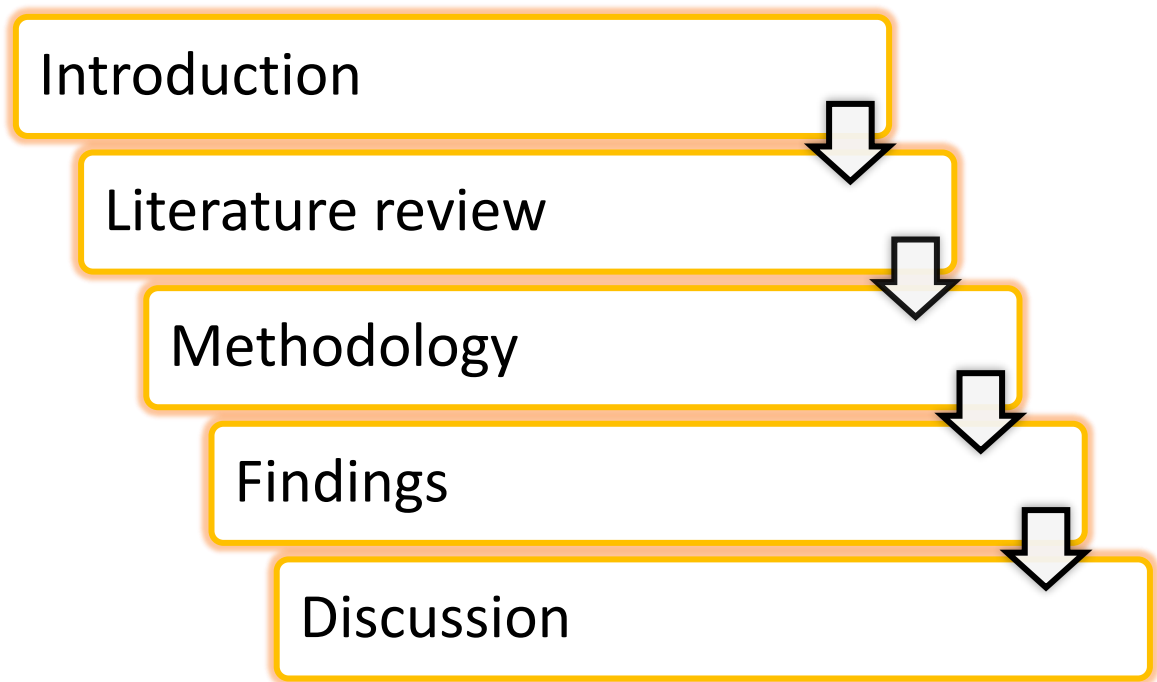 Introduction
Literature review
Methodology
Findings
Discussion